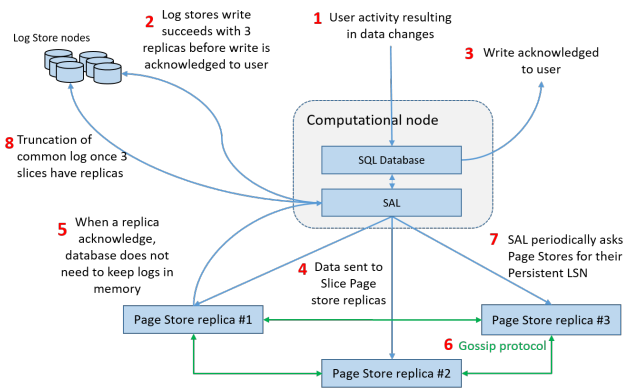 1 User activity resulting
in data changes
2 Log stores write
succeeds with 3
replicas before write is
acknowledged to user
Log Store nodes
3 Write acknowledged
to user
Computational node
SQL Database
SAL
8 Truncation of
common log once 3
slices have replicas
5 When a replica
acknowledge,
database does not
need to keep logs in
memory
4 Data sent to
Slice Page
store replicas
7 SAL periodically asks
Page Stores for their
Persistent LSN
Page Store replica #1
Page Store replica #3
6 Gossip protocol
Page Store replica #2